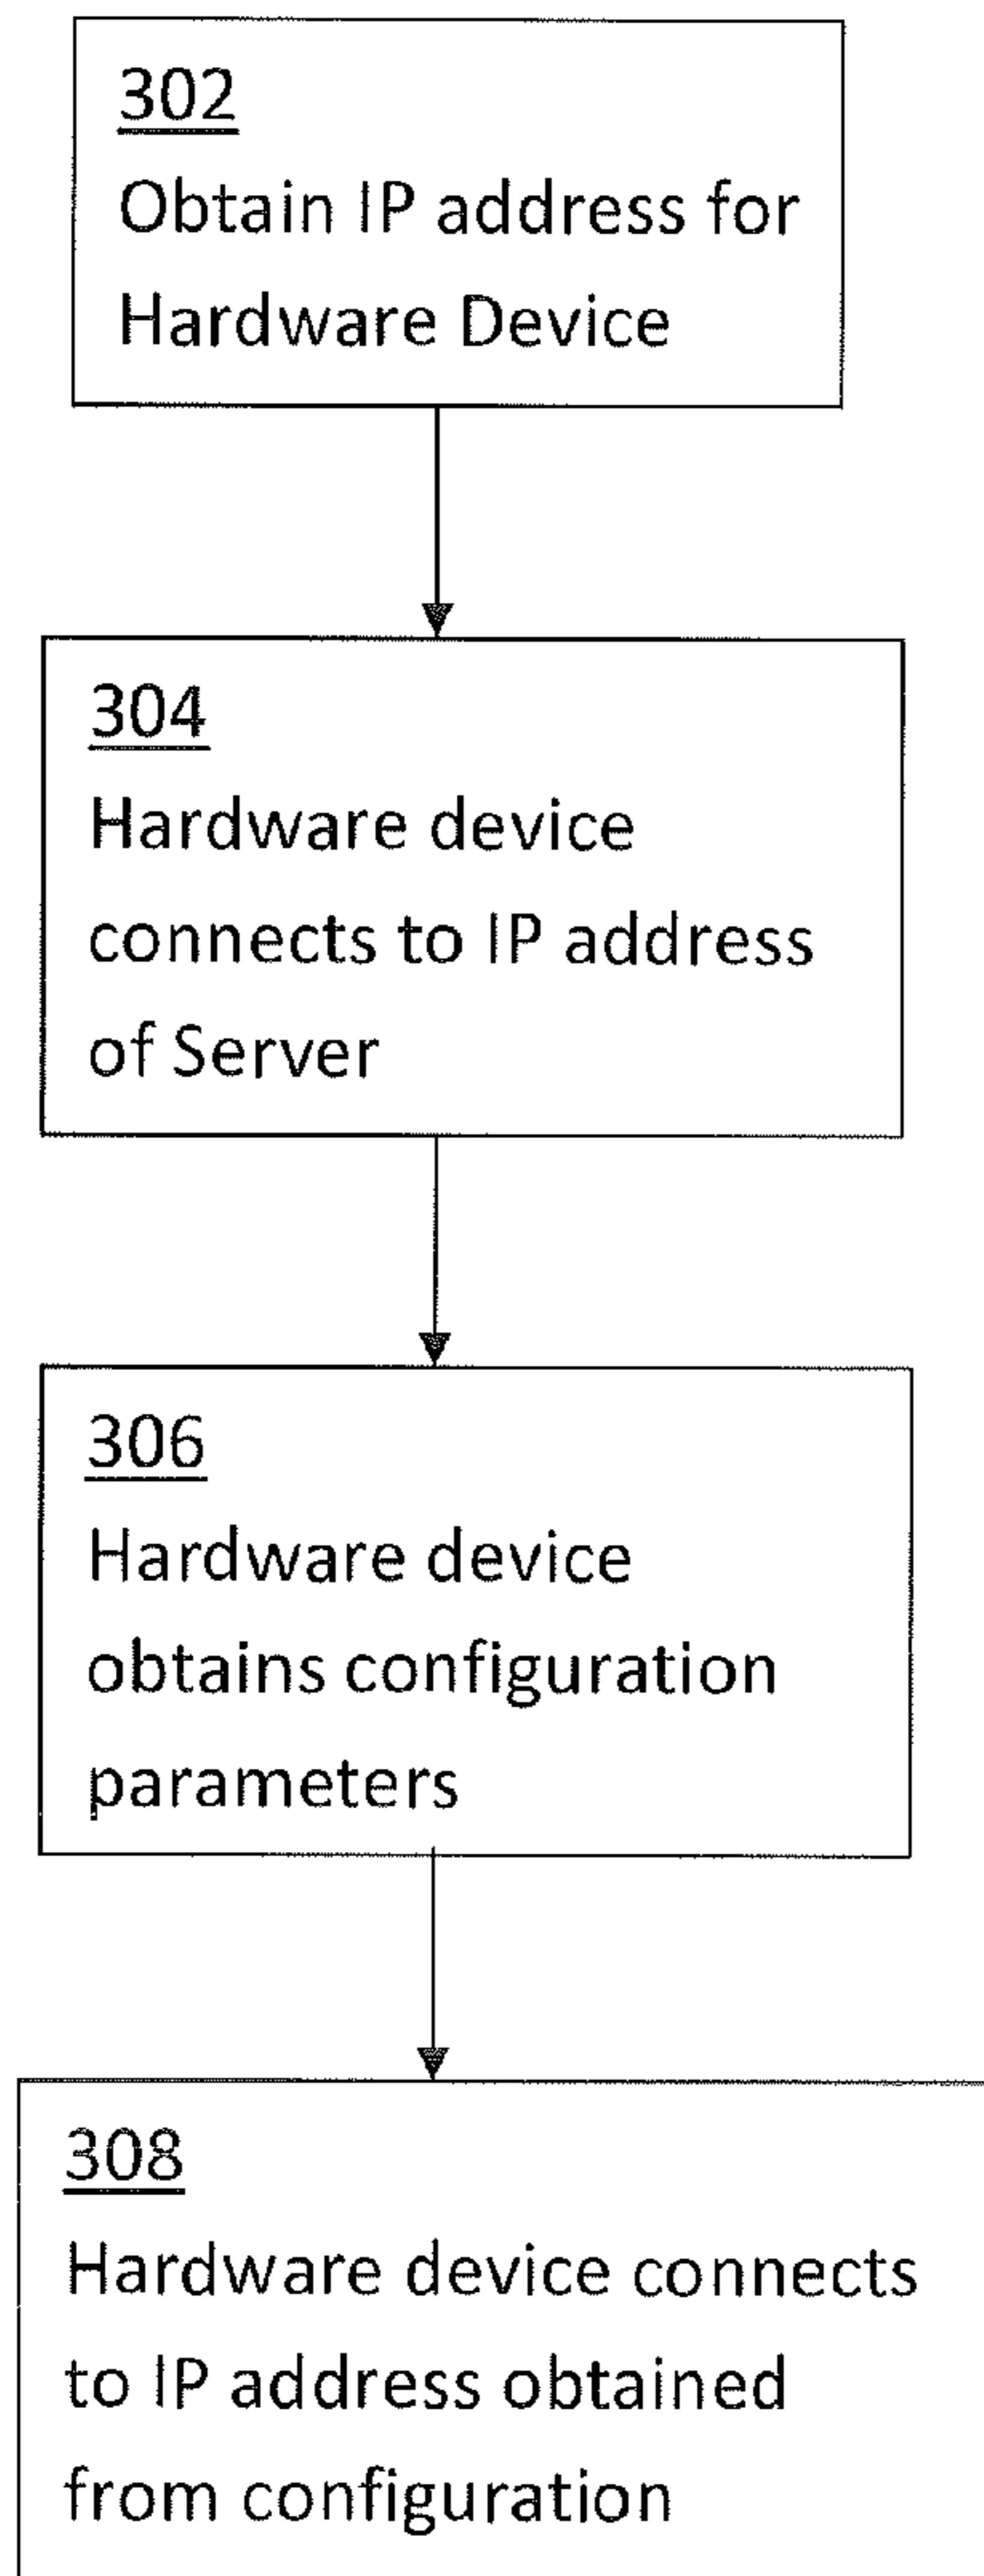 302
Obtain IP address for
Hardware Device
304
Hardware device
connects to IP address
of Server
306
Hardware device
obtains configuration
parameters
308
Hardware device connects
to IP address obtained
from configuration